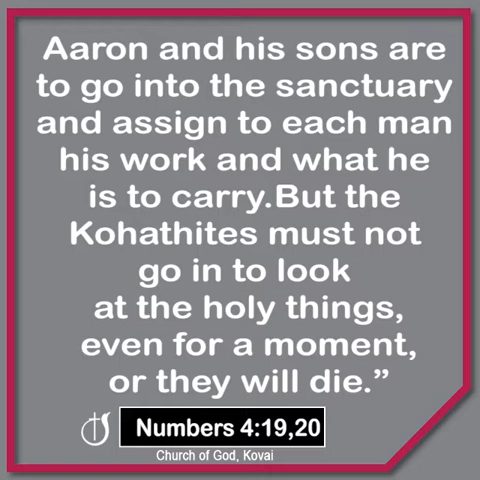 Aaron and his sons are
to go into the sanctuary
and assign to each man
his work and what he
is to carry.But the
Kohathites must not
go in to look
at the holy things,
even for a moment,
or they will die.”
Numbers 4:19,20
Church of God, Kovai